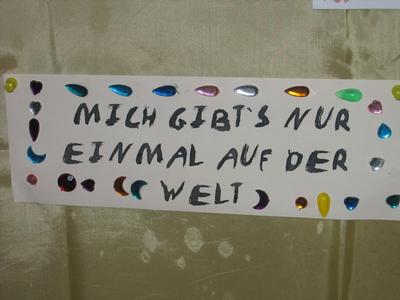 MICH GIBT`S NUR
EINMAL AUF DER
WELT